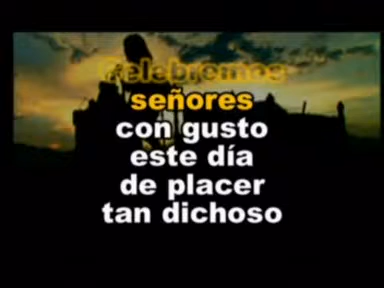 Celebremos
señores
con gusto
este día
de placer
tan dichoso